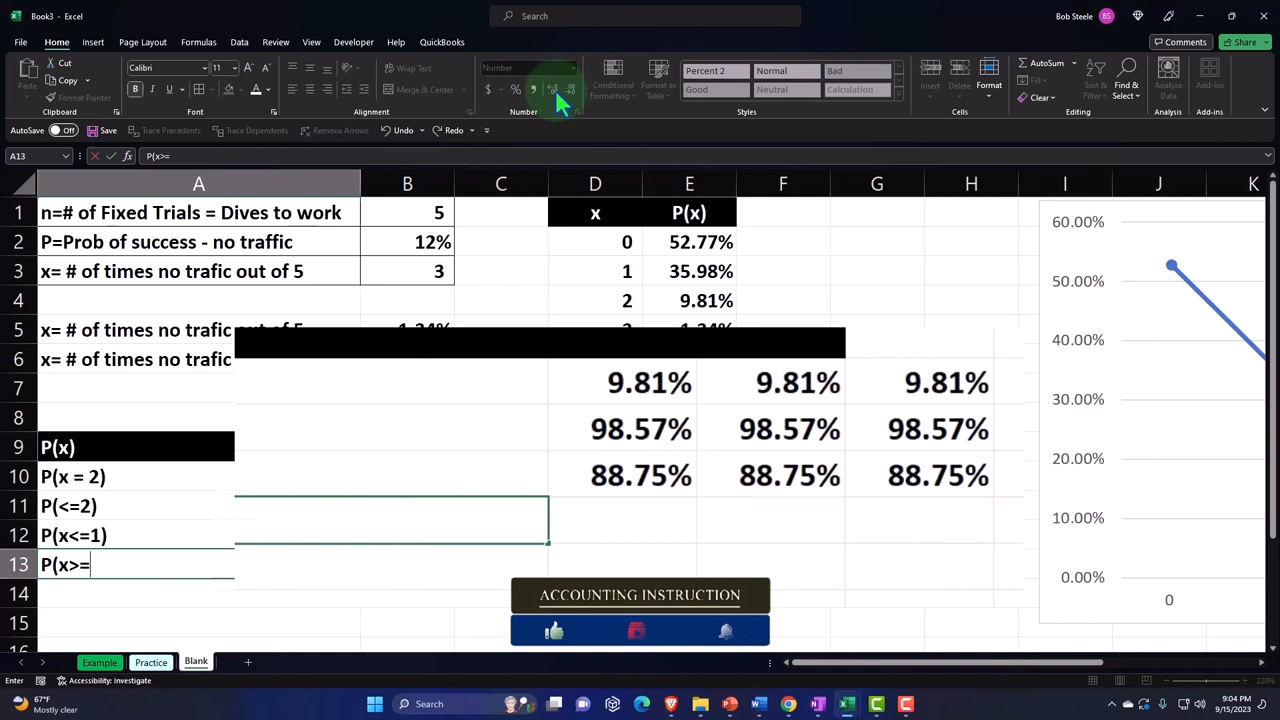 Book3 - Excel
Search
Bob Steele BS
File Home Insert Page Layout Formulas Data Review View Developer Help QuickBooks
Comments Share
Paste
Cut
Copy
Format Painter
Clipboard
Calibri 11
B I U
Font
Wrap Text
Merge & Center
Alignment
Number
$ % ,
Number
Conditional Formatting
Format as Table
Percent 2 Normal Bad
Good Neutral Calculation
Styles
Insert Delete Format
Cells
AutoSum
Fill
Clear
Sort & Filter
Find & Select
Editing
Analyze Data
Analysis
Add-ins
Add-ins
AutoSave Off Save Trace Precedents Trace Dependents Remove Arrows Undo Redo
A13 fx P(x>=
A B C D E F G H I J K
1 n=# of Fixed Trials = Dives to work 5 x P(x)
2 P=Prob of success - no traffic 12% 0 52.77%
3 x= # of times no trafic out of 5 3 1 35.98%
4 2 9.81%
5 x= # of times no trafic out of 5
6 x= # of times no trafic
7 9.81% 9.81% 9.81%
8 98.57% 98.57% 98.57%
9 P(x) 88.75% 88.75% 88.75%
10 P(x = 2)
11 P(<=2)
12 P(x<=1)
13 P(x>=
14
15
16
60.00%
50.00%
40.00%
30.00%
20.00%
10.00%
0.00%
0
ACCOUNTING INSTRUCTION
Example Practice Blank
Enter Accessibility: Investigate
220%
67°F
Mostly clear
Search
9:04 PM
9/15/2023